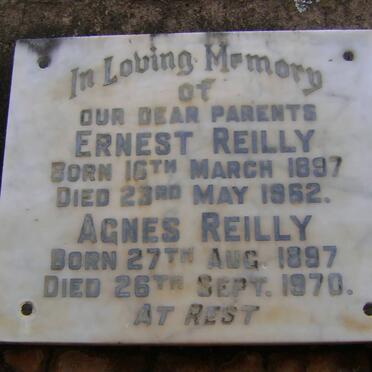 In Loving Memory
of
OUR DEAR PARENTS
ERNEST REILLY
BORN 16TH MARCH 1897
DIED 23RD MAY 1962.
AGNES REILLY
BORN 27TH AUG. 1897
DIED 26TH SEPT. 1970.
AT REST